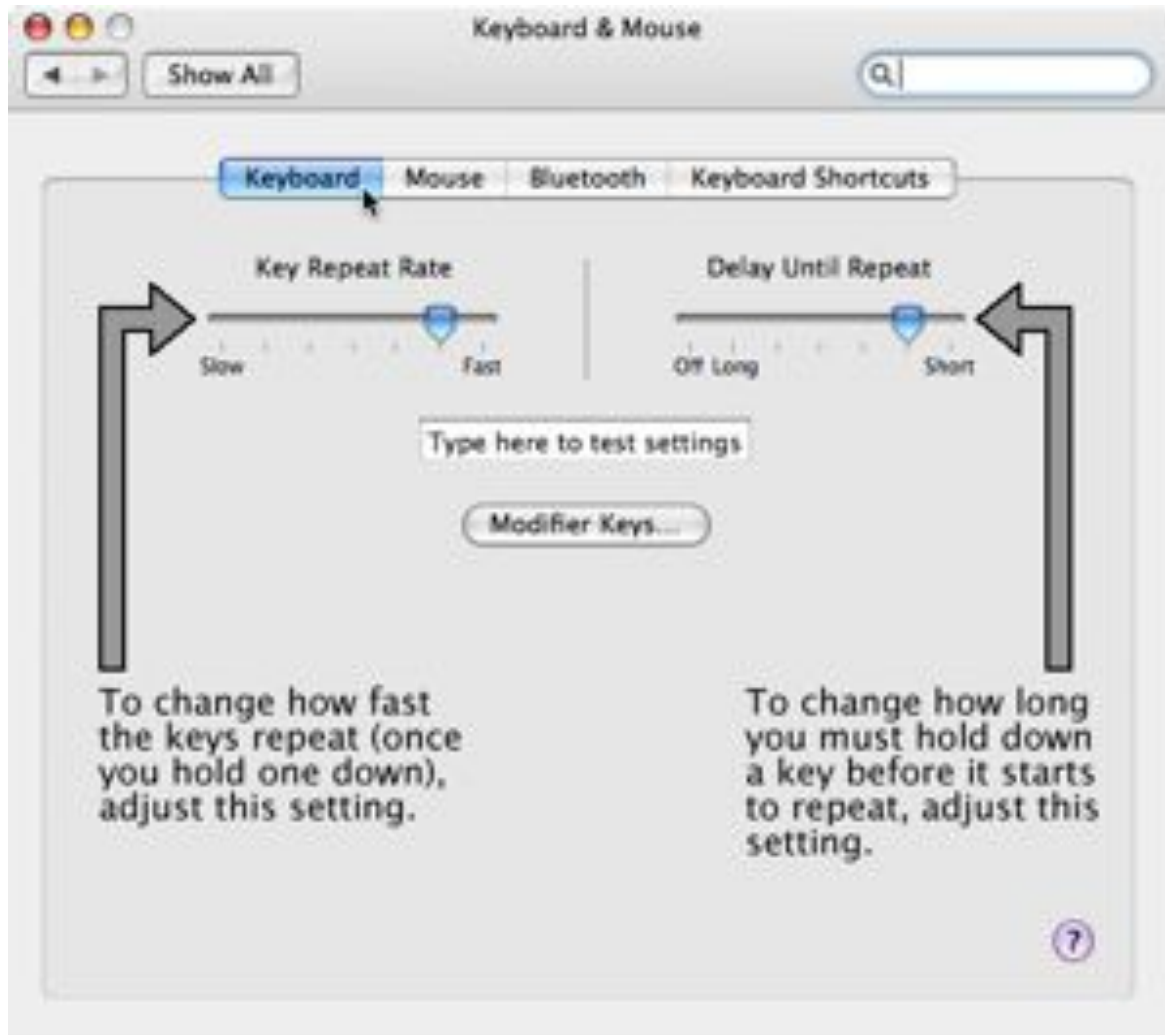 Keyboard & Mouse
Show All
Keyboard Mouse Bluetooth Keyboard Shortcuts
Key Repeat Rate
Slow Fast
Delay Until Repeat
Off Long Short
Type here to test settings
Modifier Keys...
To change how fast
the keys repeat (once
you hold one down),
adjust this setting.
To change how long
you must hold down
a key before it starts
to repeat, adjust this
setting.
?